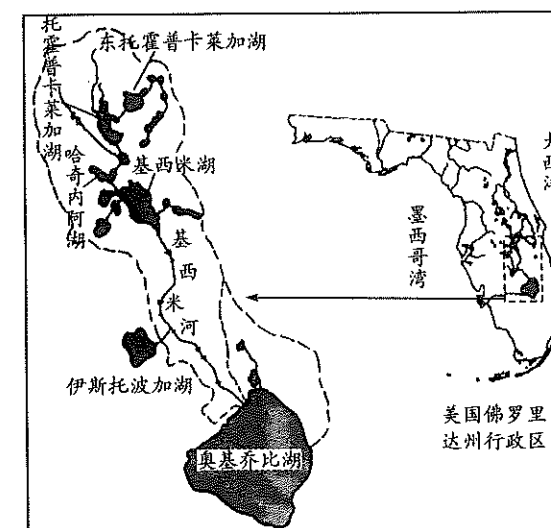 托霍普卡莱加湖
东托霍普卡莱加湖
哈奇内阿湖
基西米湖
基西米河
伊斯托波加湖
奥基乔比湖
墨西哥湾
美国佛罗里
达州行政区